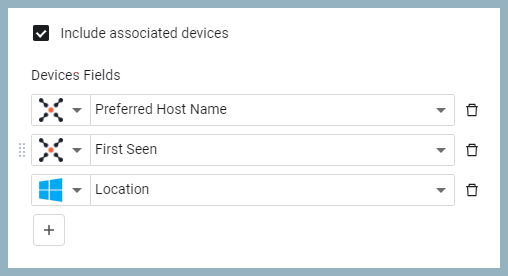 Include associated devices
Devices Fields
Preferred Host Name
First Seen
Location